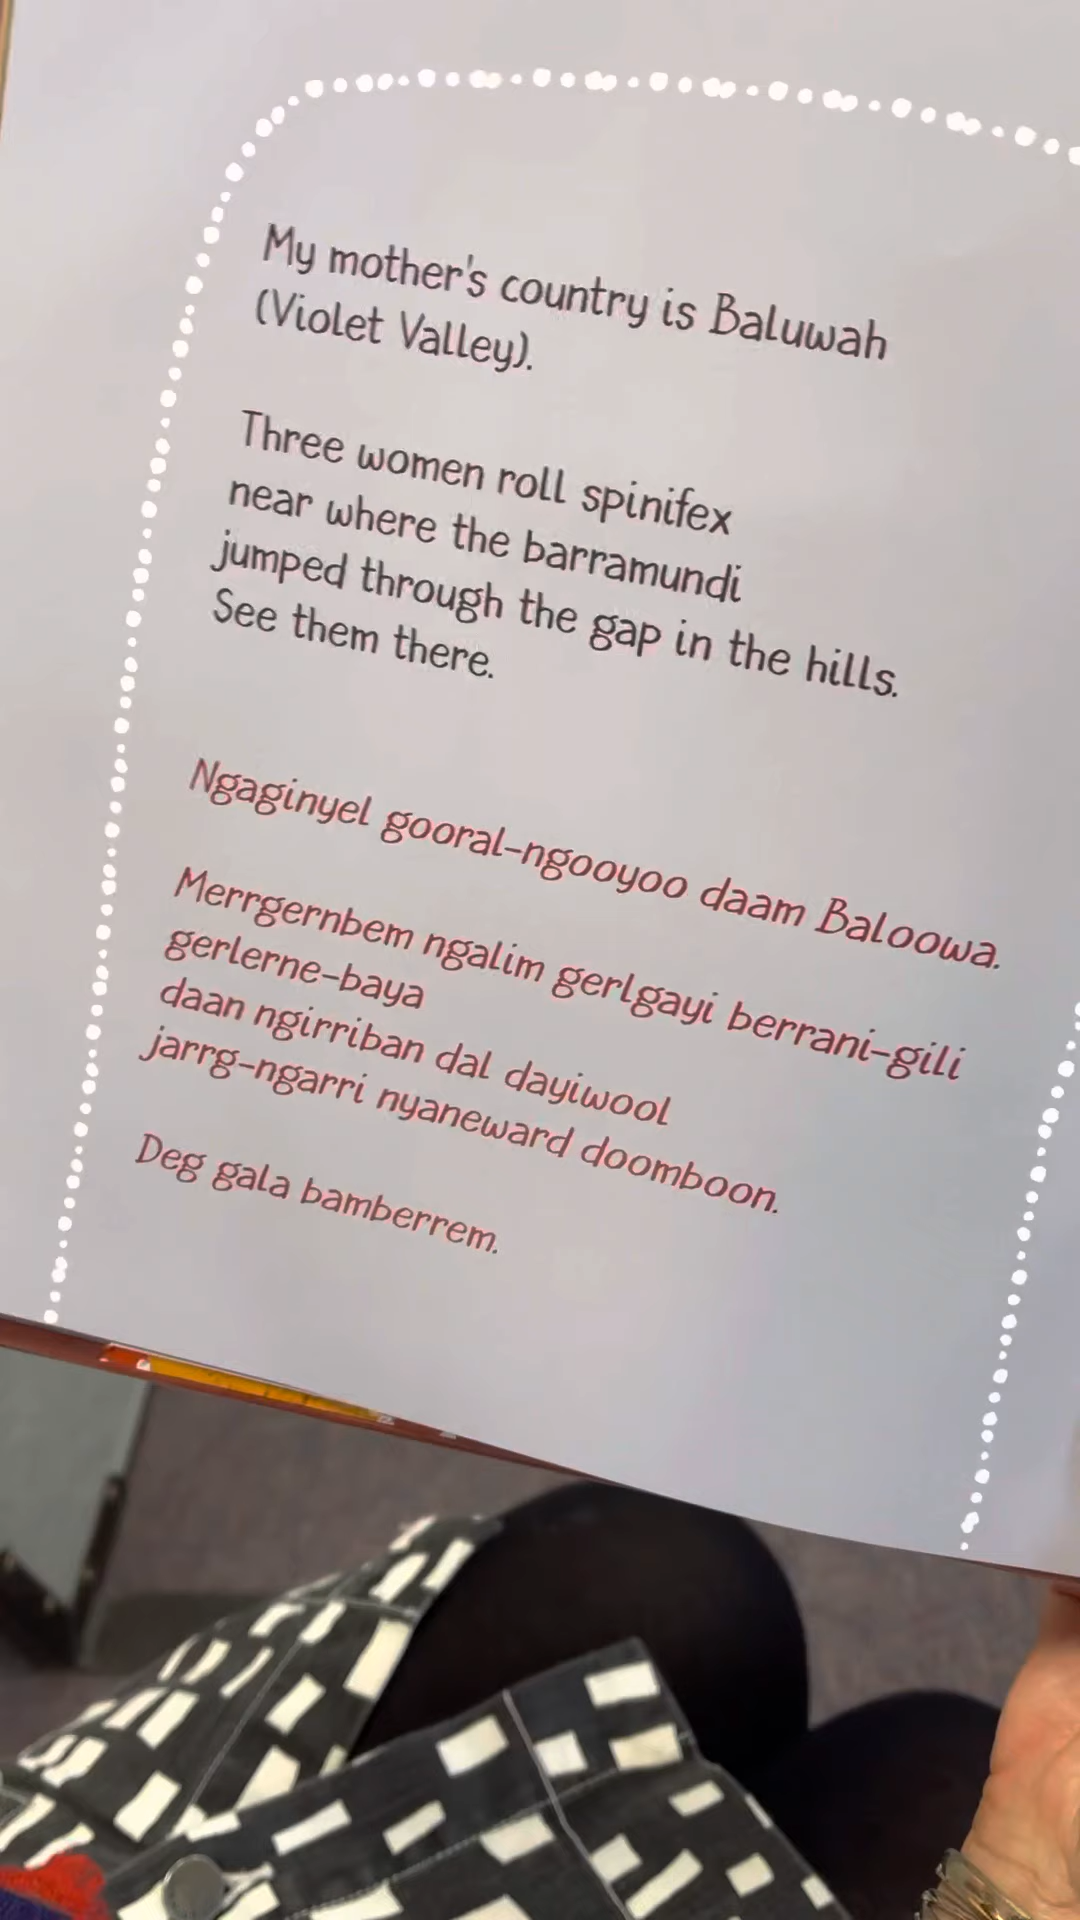 My mother's country is Baluwah
(Violet Valley).
Three women roll spinifex
near where the barramundi
jumped through the gap in the hills.
See them there.
Ngaginyel gooral-ngooyoo daam Baloowa.
Merrgernbem ngalim gerlgayi berrani-gili
gerlerne-baya
daan ngirriban dal dayiwool
jarrg-ngarri nyaneward doomboon.
Deg gala bamberrem.